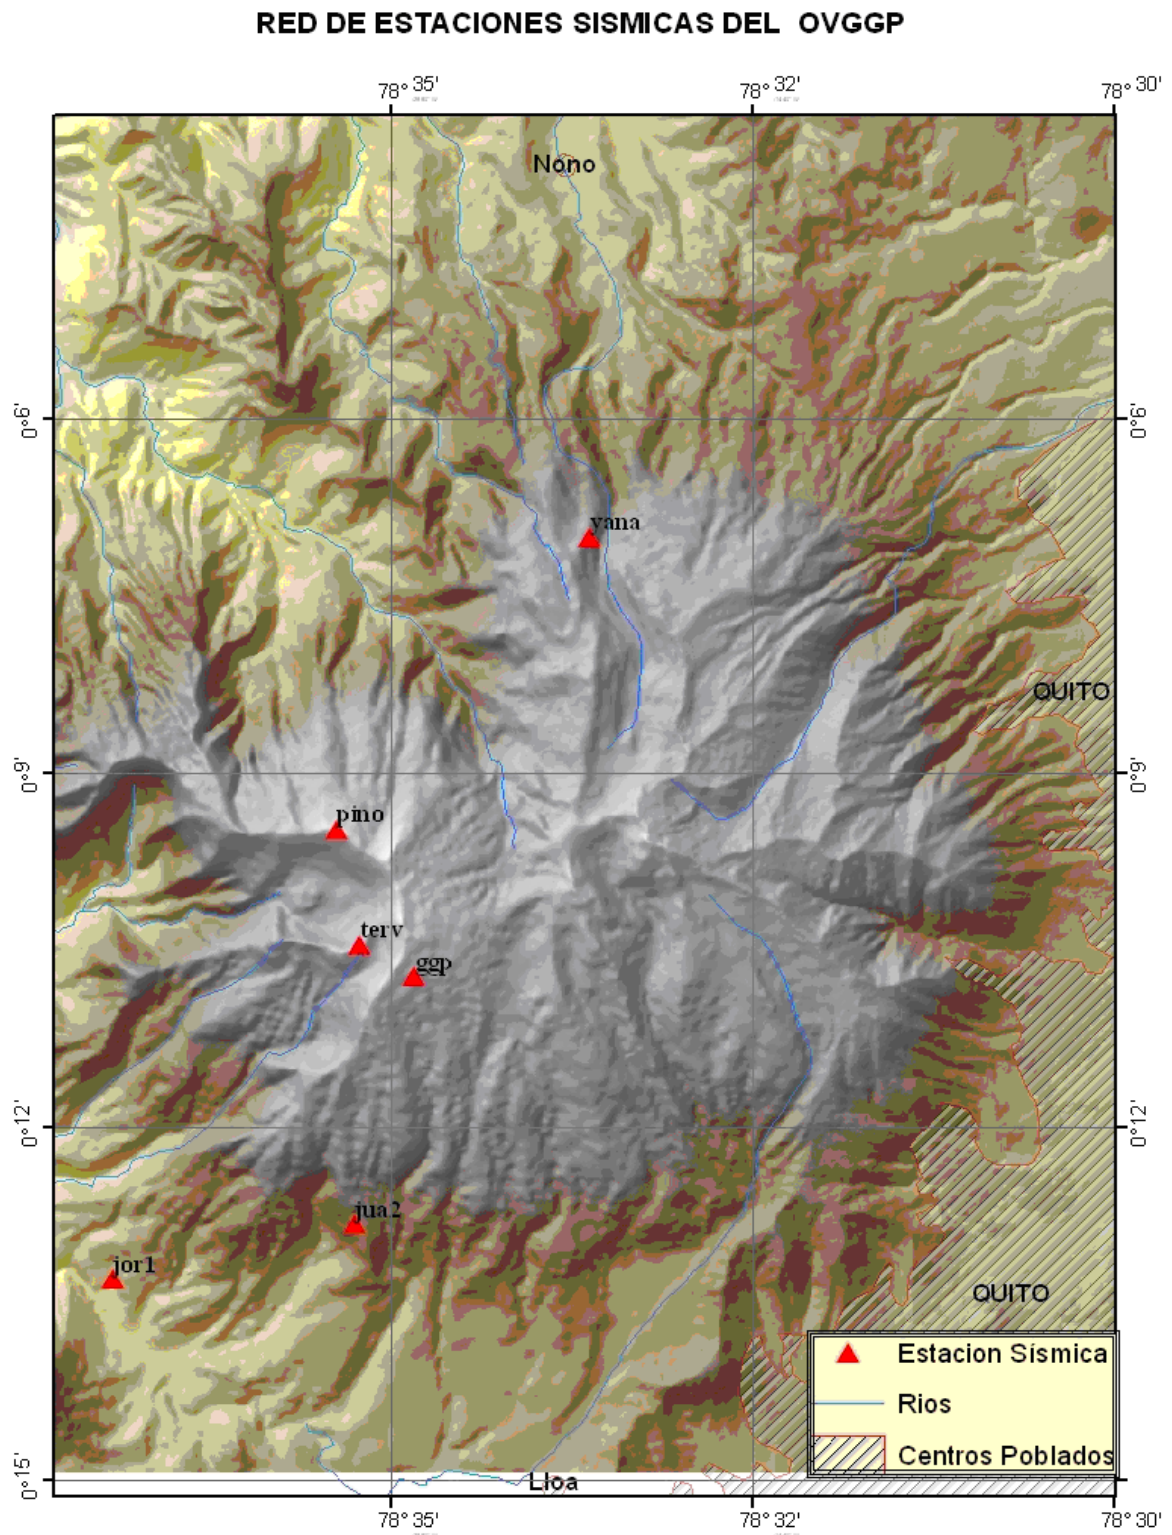 RED DE ESTACIONES SISMICAS DEL OVGGP
78° 35'
78° 32'
78° 30'
Nono
0°6'
0°6'
yana
QUITO
0°9'
0°9'
pino
terv
ggp
0°12'
0°12'
jua2
jor1
QUITO
Estacion Sísmica
Rios
Centros Poblados
0°15'
Lloa
78° 35'
78° 32'
78° 30'